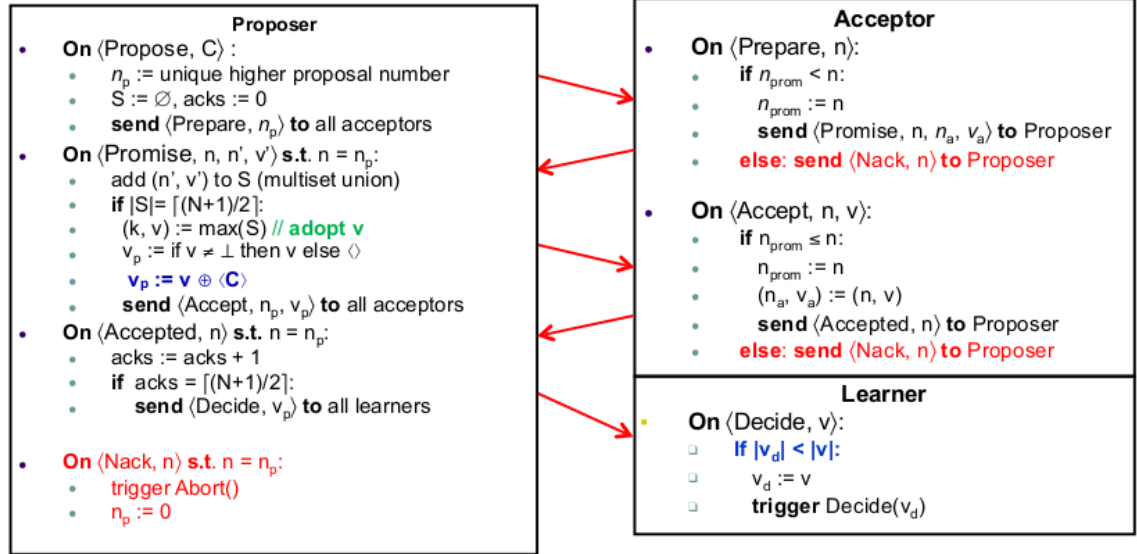 Proposer
• On ⟨Propose, C⟩ :
• n_p := unique higher proposal number
• S := ∅, acks := 0
• send ⟨Prepare, n_p⟩ to all acceptors
• On ⟨Promise, n, n', v'⟩ s.t. n = n_p:
• add (n', v') to S (multiset union)
• if |S|= ⌈(N+1)/2⌉:
• (k, v) := max(S) // adopt v
• v_p := if v ≠ ⊥ then v else ⟨⟩
• v_p := v ⊕ ⟨C⟩
• send ⟨Accept, n_p, v_p⟩ to all acceptors
• On ⟨Accepted, n⟩ s.t. n = n_p:
• acks := acks + 1
• if acks = ⌈(N+1)/2⌉:
• send ⟨Decide, v_p⟩ to all learners
• On ⟨Nack, n⟩ s.t. n = n_p:
• trigger Abort()
• n_p := 0
Acceptor
• On ⟨Prepare, n⟩:
• if n_prom < n:
• n_prom := n
• send ⟨Promise, n, n_a, v_a⟩ to Proposer
• else: send ⟨Nack, n⟩ to Proposer
• On ⟨Accept, n, v⟩:
• if n_prom ≤ n:
• n_prom := n
• (n_a, v_a) := (n, v)
• send ⟨Accepted, n⟩ to Proposer
• else: send ⟨Nack, n⟩ to Proposer
Learner
▪ On ⟨Decide, v⟩:
❑ If |v_d| < |v|:
❑ v_d := v
❑ trigger Decide(v_d)